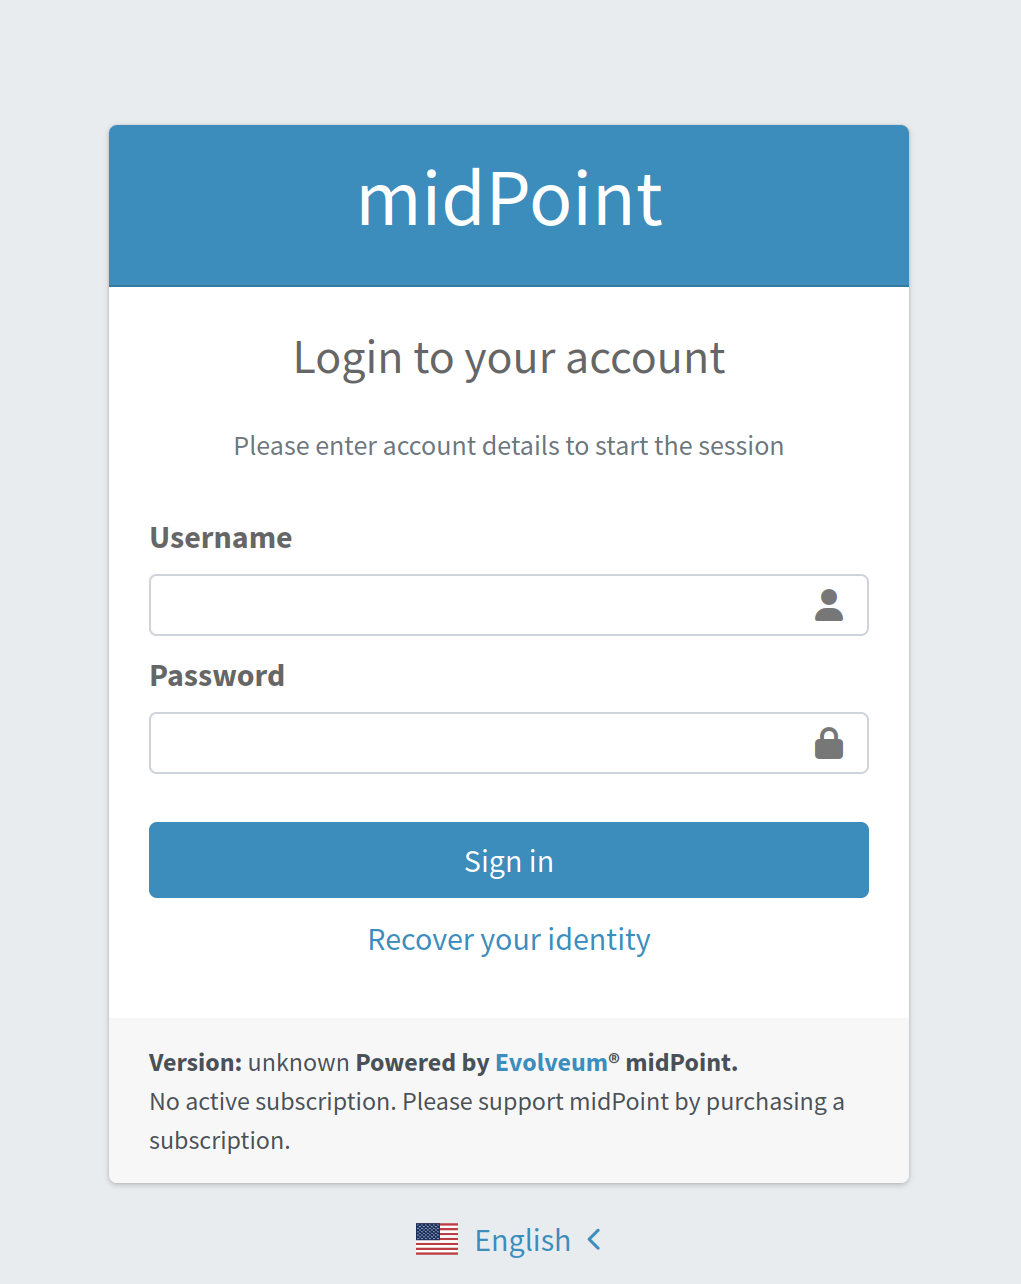 midPoint
Login to your account
Please enter account details to start the session
Username
Password
Sign in
Recover your identity
Version: unknown Powered by Evolveum® midPoint.
No active subscription. Please support midPoint by purchasing a
subscription.
English